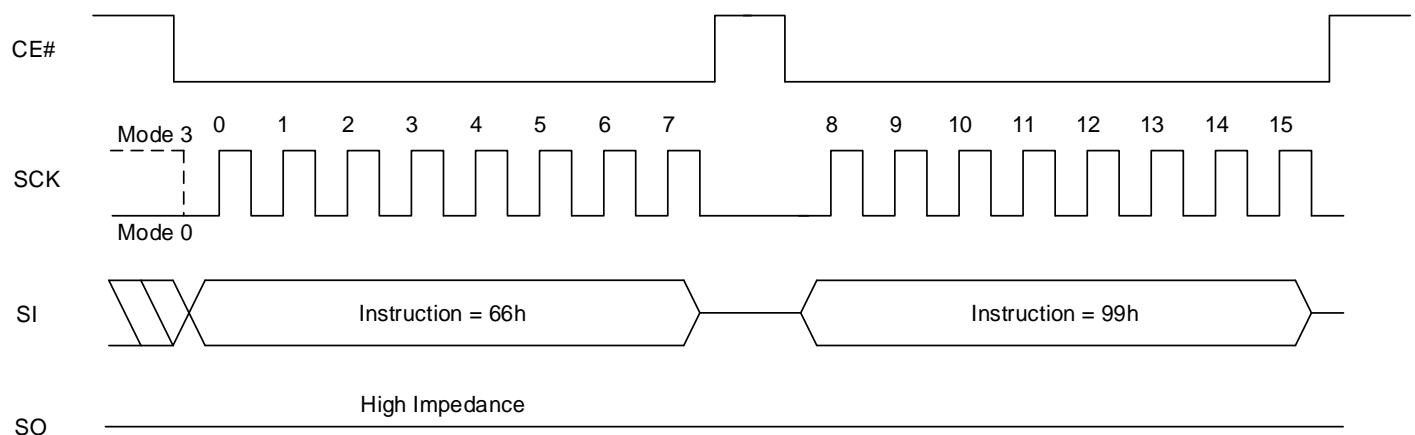 CE#
Mode 3
0 1 2 3 4 5 6 7 8 9 10 11 12 13 14 15
SCK
Mode 0
SI
Instruction = 66h
Instruction = 99h
High Impedance
SO